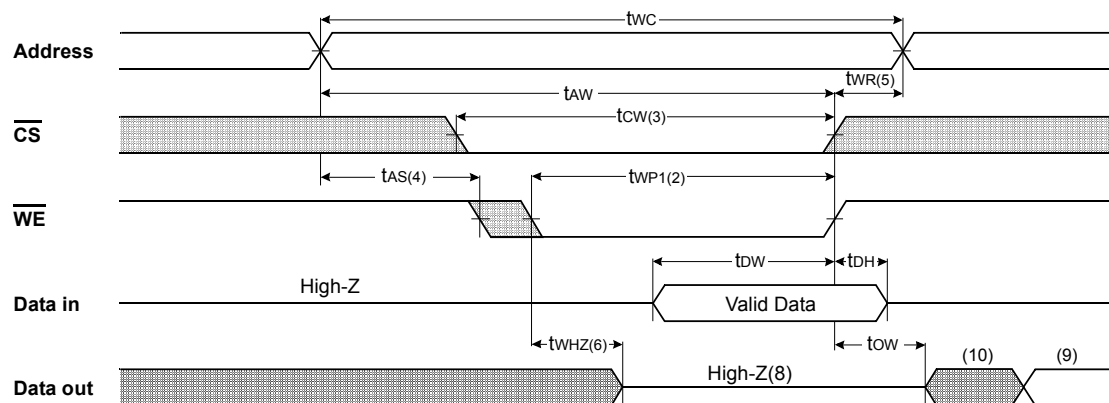 tWC
Address
tWR(5)
tAW
tCW(3)
CS
tAS(4)
tWP1(2)
WE
tDW
tDH
High-Z
Data in
Valid Data
tWHZ(6)
tOW
High-Z(8)
(10)
(9)
Data out